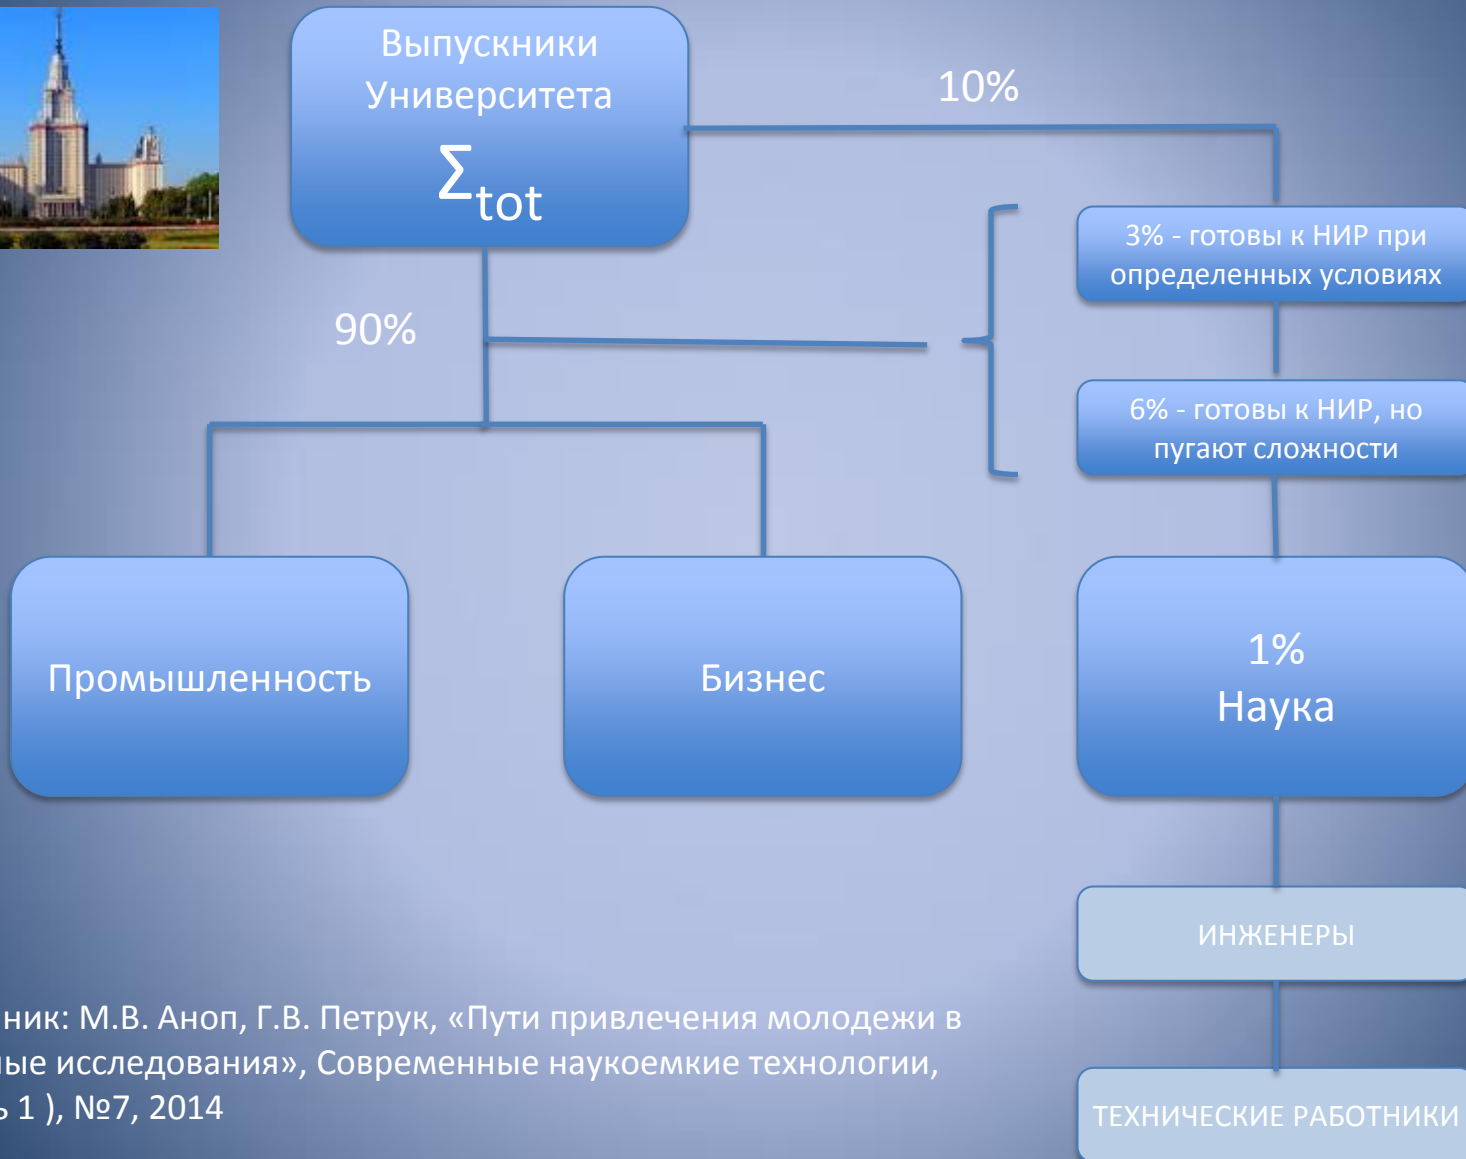 Выпускники
Университета
Σtot
10%
3% - готовы к НИР при
определенных условиях
90%
6% - готовы к НИР, но
пугают сложности
Промышленность
Бизнес
1%
Наука
ИНЖЕНЕРЫ
ник: М.В. Аноп, Г.В. Петрук, «Пути привлечения молодежи в
ные исследования», Современные наукоемкие технологии,
ь 1 ), №7, 2014
ТЕХНИЧЕСКИЕ РАБОТНИКИ